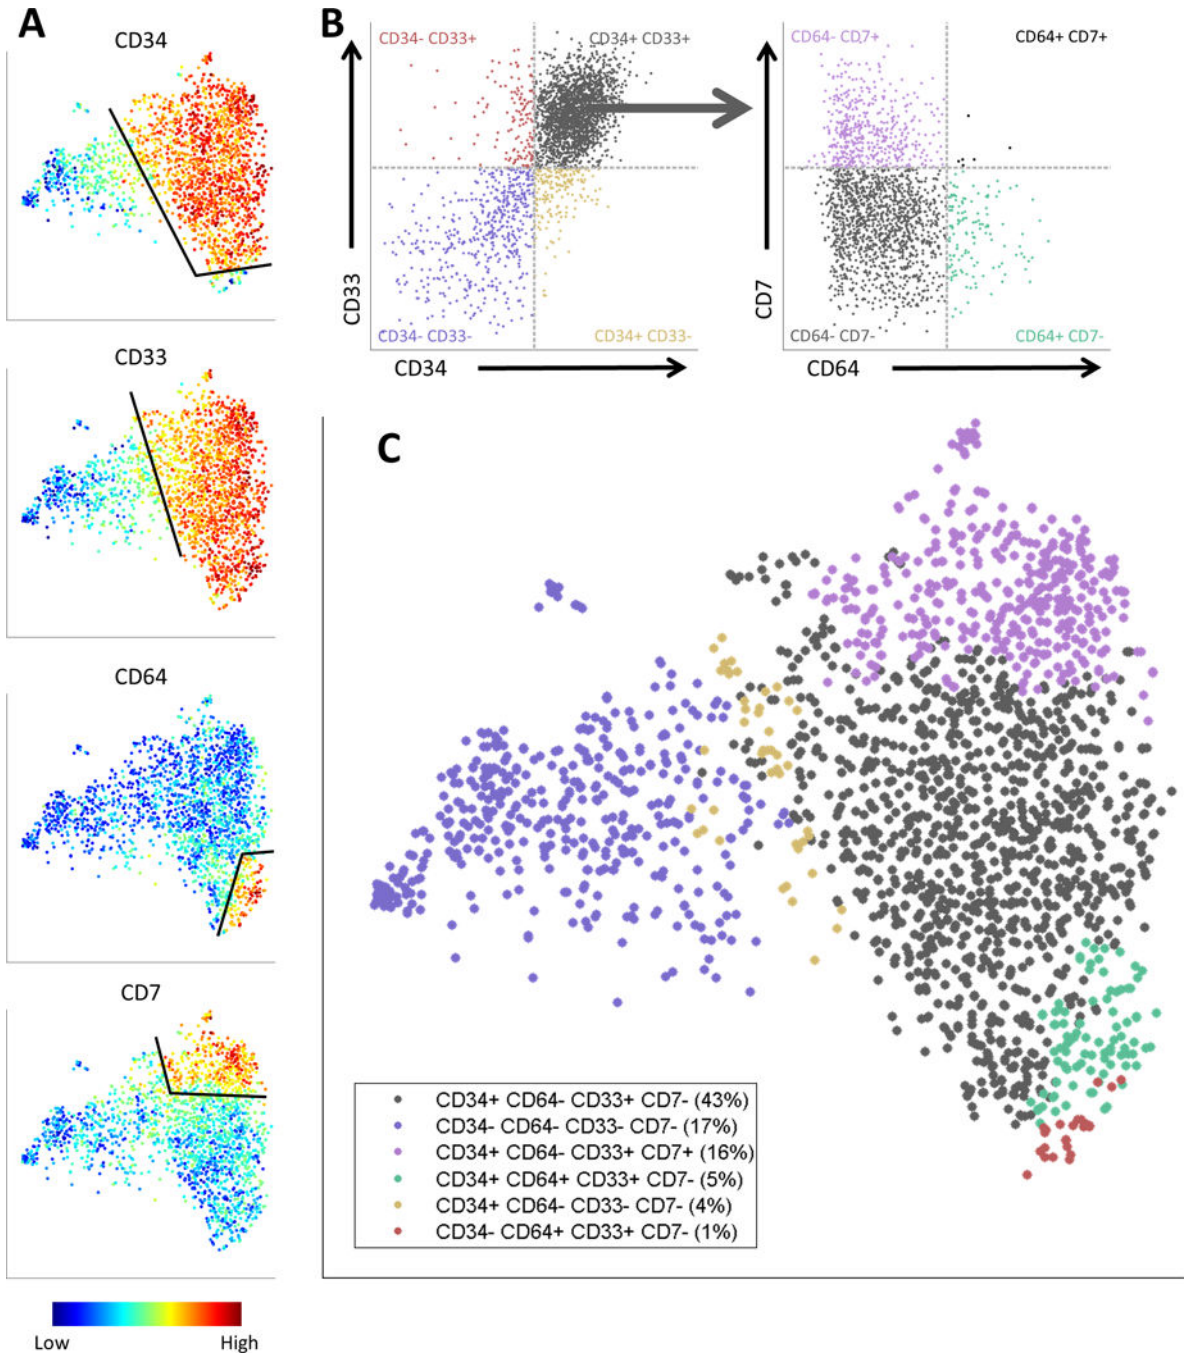 A
CD34
CD33
CD64
CD7
Low High
B
CD34- CD33+ CD34+ CD33+
CD34- CD33- CD34+ CD33-
CD33
CD34
CD64- CD7+ CD64+ CD7+
CD64- CD7- CD64+ CD7-
CD7
CD64
C
CD34+ CD64- CD33+ CD7- (43%)
CD34- CD64- CD33- CD7- (17%)
CD34+ CD64- CD33+ CD7+ (16%)
CD34+ CD64+ CD33+ CD7- (5%)
CD34+ CD64- CD33- CD7- (4%)
CD34- CD64+ CD33+ CD7- (1%)